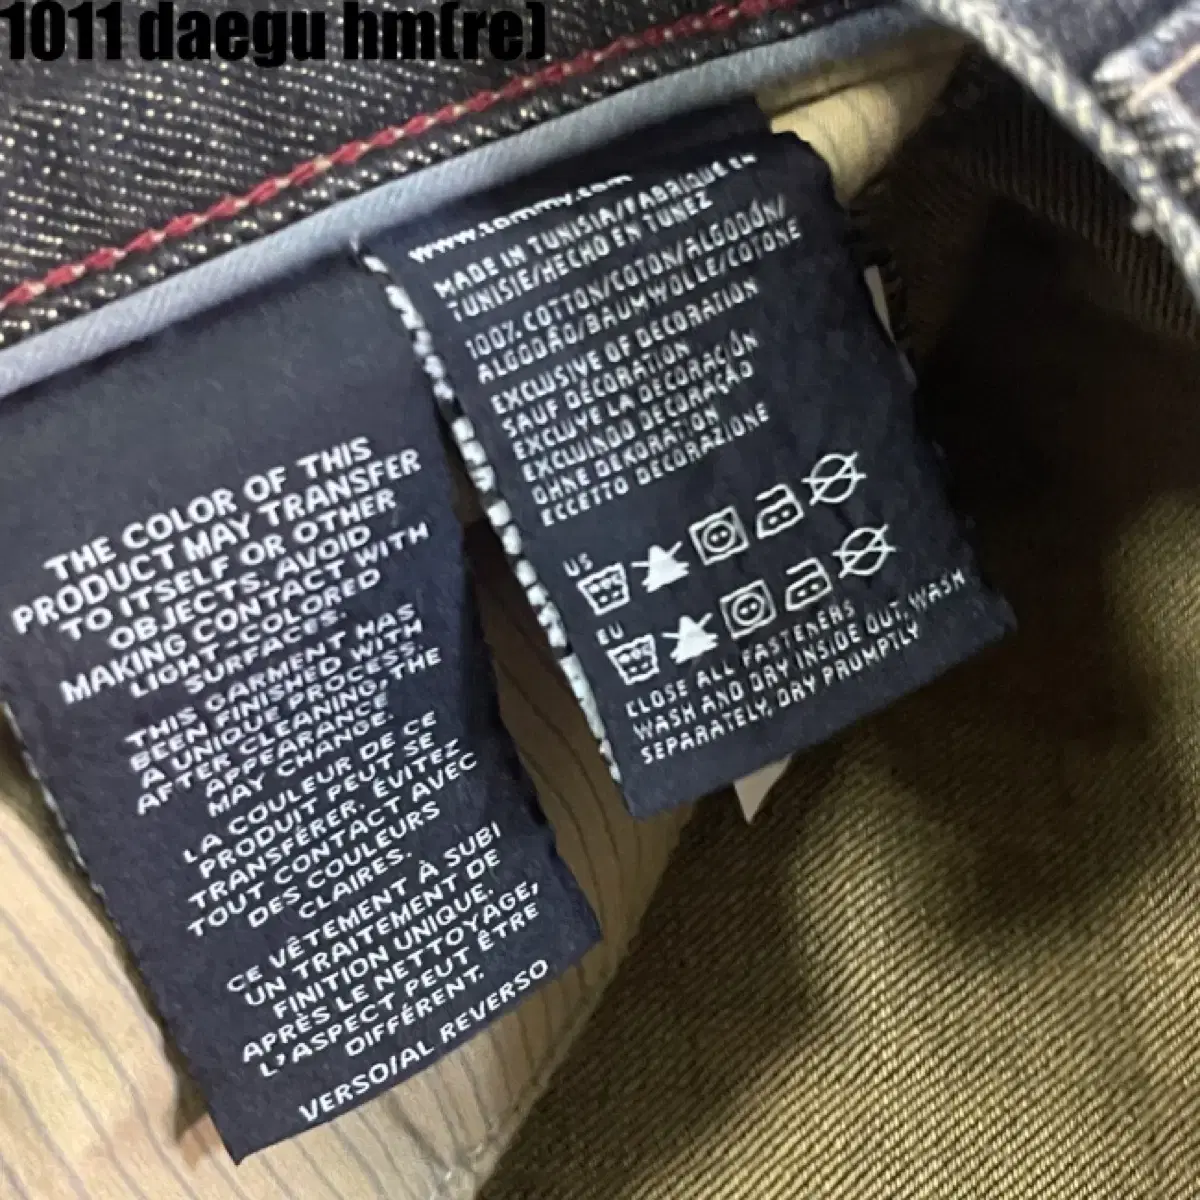 1011 daegu hm(re)
THE COLOR OF THIS
PRODUCT MAY TRANSFER
TO ITSELF OR OTHER
OBJECTS. AVOID
MAKING CONTACT WITH
LIGHT-COLORED
SURFACES.
THIS GARMENT HAS
BEEN FINISHED WITH
A UNIQUE PROCESS.
AFTER CLEANING, THE
APPEARANCE
MAY CHANGE.
LA COULEUR DE CE
PRODUIT PEUT SE
TRANSFÉRER. ÉVITEZ
TOUT CONTACT AVEC
DES COULEURS
CLAIRES.
CE VÊTEMENT À SUBI
UN TRAITEMENT DE
FINITION UNIQUE.
APRÈS LE NETTOYAGE,
L'ASPECT PEUT ÊTRE
DIFFÉRENT.
VERSO/AL REVERSO
www.tommy.com
MADE IN TUNISIA/FABRIQUE EN
TUNISIE/HECHO EN TUNEZ
100% COTTON/COTON/ALGODÓN/
ALGODÃO/BAUMWOLLE/COTONE
EXCLUSIVE OF DECORATION
SAUF DÉCORATION
EXCLUYE LA DECORACIÓN
EXCLUINDO DECORAÇÃO
OHNE DEKORATION
ECCETTO DECORAZIONE
US
EU
CLOSE ALL FASTENERS
WASH AND DRY INSIDE OUT, WASH
SEPARATELY, DRY PROMPTLY